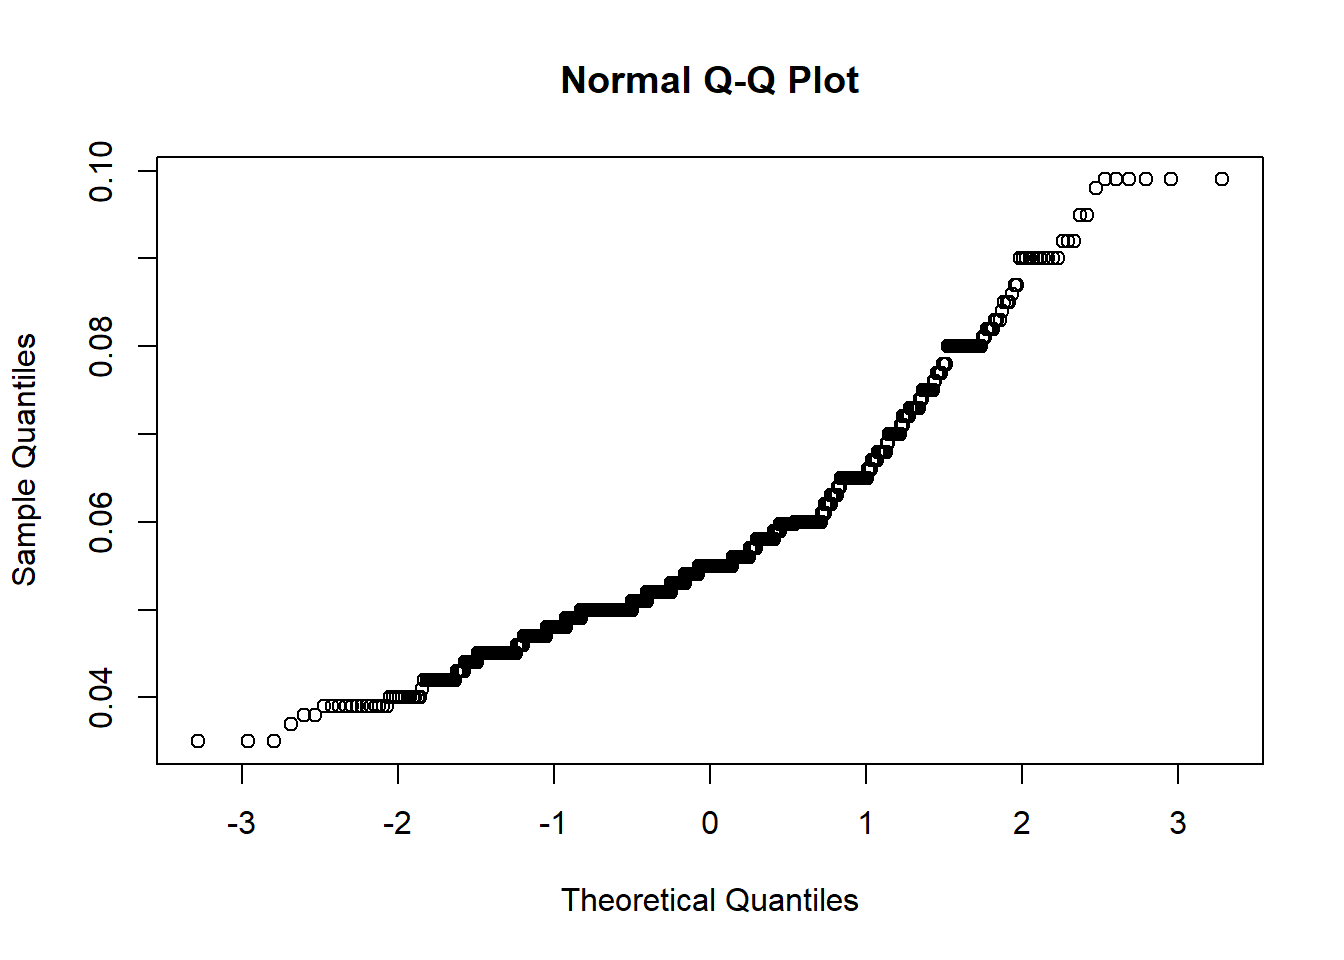 Normal Q-Q Plot
Sample Quantiles
0.10
0.08
0.06
0.04
-3 -2 -1 0 1 2 3
Theoretical Quantiles